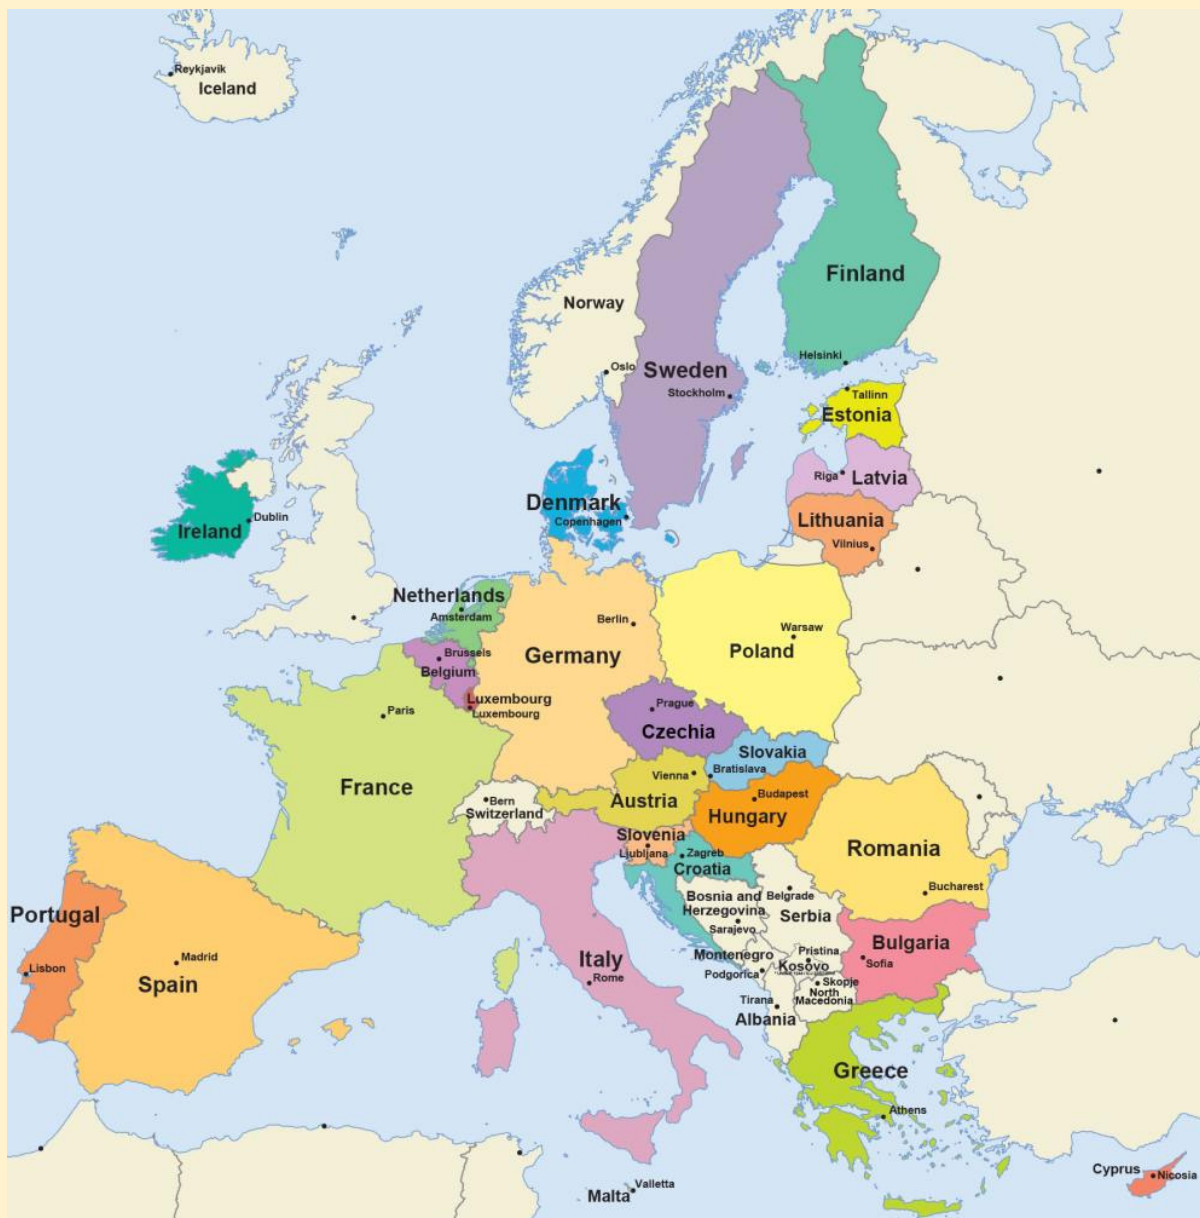 Reykjavík
Iceland
Finland
Norway
Helsinki
Oslo
Sweden
Stockholm
Tallinn
Estonia
Riga
Latvia
Denmark
Copenhagen
Lithuania
Vilnius
Dublin
Ireland
Netherlands
Amsterdam
Berlin
Warsaw
Poland
Germany
Brussels
Belgium
Luxembourg
Luxembourg
Paris
Prague
Czechia
Slovakia
Bratislava
Vienna
Austria
France
Bern
Switzerland
Budapest
Hungary
Slovenia
Ljubljana
Zagreb
Croatia
Romania
Bucharest
Bosnia and
Herzegovina
Sarajevo
Belgrade
Serbia
Portugal
Lisbon
Madrid
Spain
Italy
Rome
Montenegro
Podgorica
Pristina
Kosovo
Bulgaria
Sofia
Skopje
North
Macedonia
Tirana
Albania
Greece
Athens
Cyprus
Nicosia
Valletta
Malta